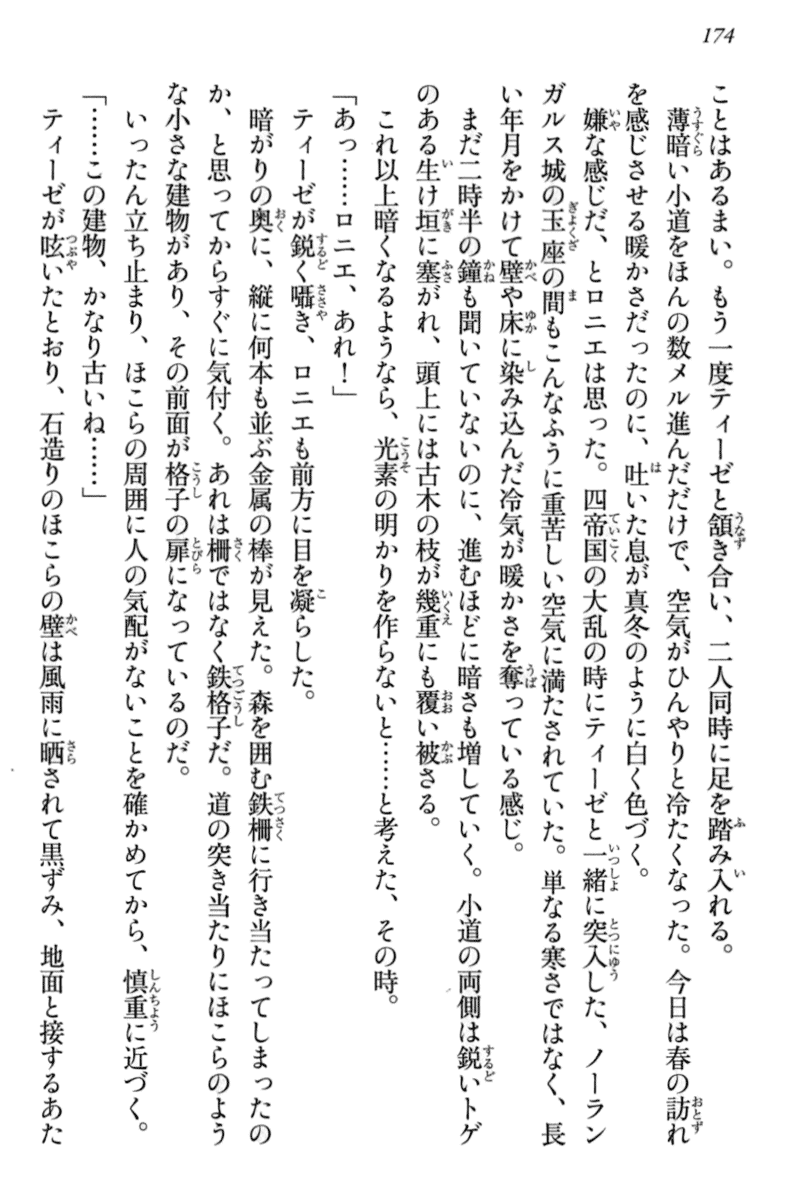 174
ことはあるまい。もう一度ティーゼと頷き合い、二人同時に足を踏み入れる。
　薄暗い小道をほんの数メル進んだだけで、空気がひんやりと冷たくなった。今日は春の訪れ
を感じさせる暖かさだったのに、吐いた息が真冬のように白く色づく。
　嫌な感じだ、とロニエは思った。四帝国の大乱の時にティーゼと一緒に突入した、ノーラン
ガルス城の玉座の間もこんなふうに重苦しい空気に満たされていた。単なる寒さではなく、長
い年月をかけて壁や床に染み込んだ冷気が暖かさを奪っている感じ。
　まだ二時半の鐘も聞いていないのに、進むほどに暗さも増していく。小道の両側は鋭いトゲ
のある生け垣に塞がれ、頭上には古木の枝が幾重にも覆い被さる。
　これ以上暗くなるようなら、光素の明かりを作らないと……と考えた、その時。
「あっ……ロニエ、あれ！」
　ティーゼが鋭く囁き、ロニエも前方に目を凝らした。
　暗がりの奥に、縦に何本も並ぶ金属の棒が見えた。森を囲む鉄柵に行き当たってしまったの
か、と思ってからすぐに気付く。あれは柵ではなく鉄格子だ。道の突き当たりにほこらのよう
な小さな建物があり、その前面が格子の扉になっているのだ。
　いったん立ち止まり、ほこらの周囲に人の気配がないことを確かめてから、慎重に近づく。
「……この建物、かなり古いね……」
　ティーゼが呟いたとおり、石造りのほこらの壁は風雨に晒されて黒ずみ、地面と接するあた